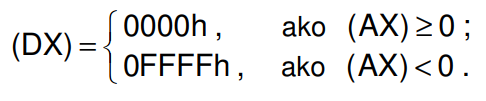 (DX) = { 0000h , ako (AX) ≥ 0 ;
0FFFFh , ako (AX) < 0 .